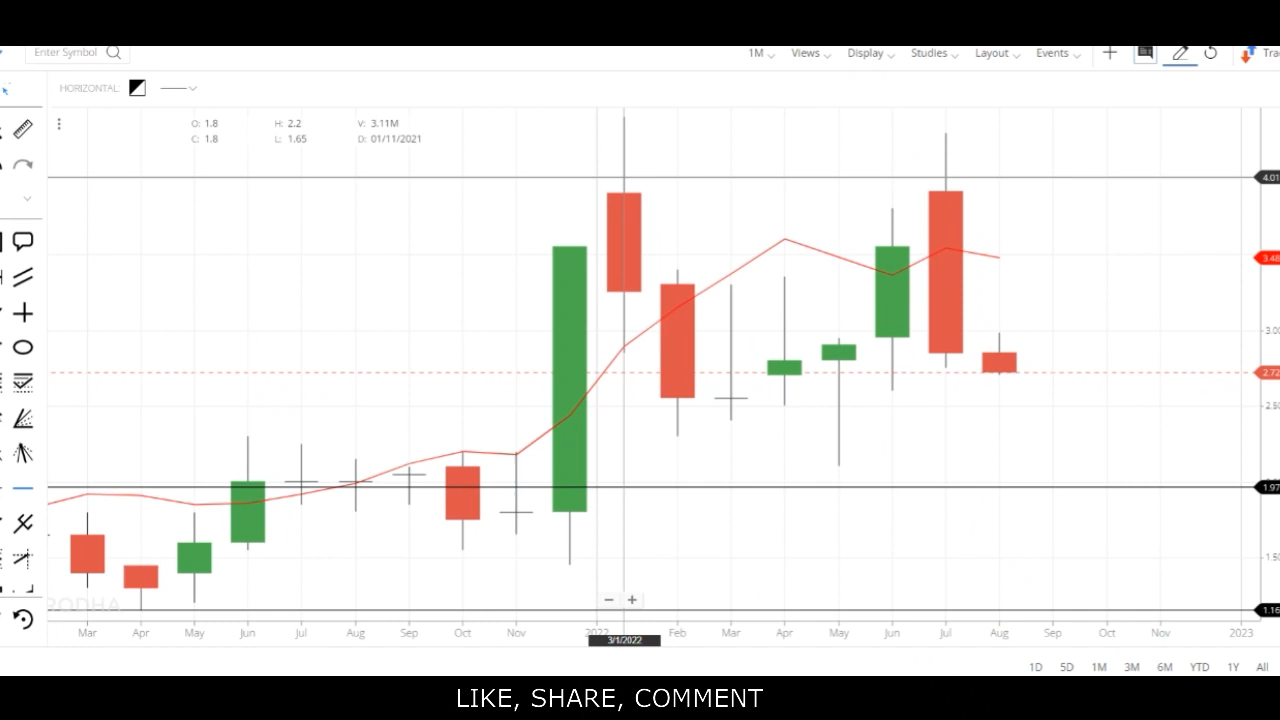 Enter Symbol 1M Views Display Studies Layout Events
HORIZONTAL:
O: 1.8 H: 2.2 V: 3.11M
C: 1.8 L: 1.65 D: 01/11/2021
4.01
3.48
3.00
2.72
2.50
1.97
1.50
RODHA
1.16
Mar Apr May Jun Jul Aug Sep Oct Nov 2022 Feb Mar Apr May Jun Jul Aug Sep Oct Nov 2023
3/1/2022
1D 5D 1M 3M 6M YTD 1Y All
LIKE, SHARE, COMMENT